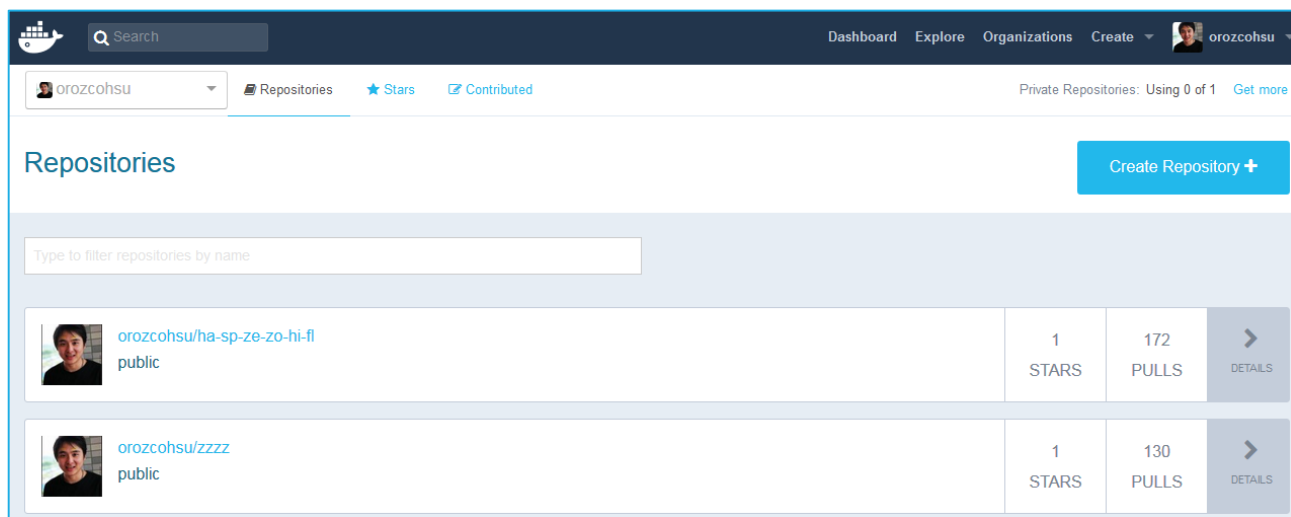 Search Dashboard Explore Organizations Create orozcohsu
orozcohsu Repositories Stars Contributed Private Repositories: Using 0 of 1 Get more
Repositories
Create Repository
Type to filter repositories by name
orozcohsu/ha-sp-ze-zo-hi-fl
public
1
STARS
172
PULLS
DETAILS
orozcohsu/zzzz
public
1
STARS
130
PULLS
DETAILS